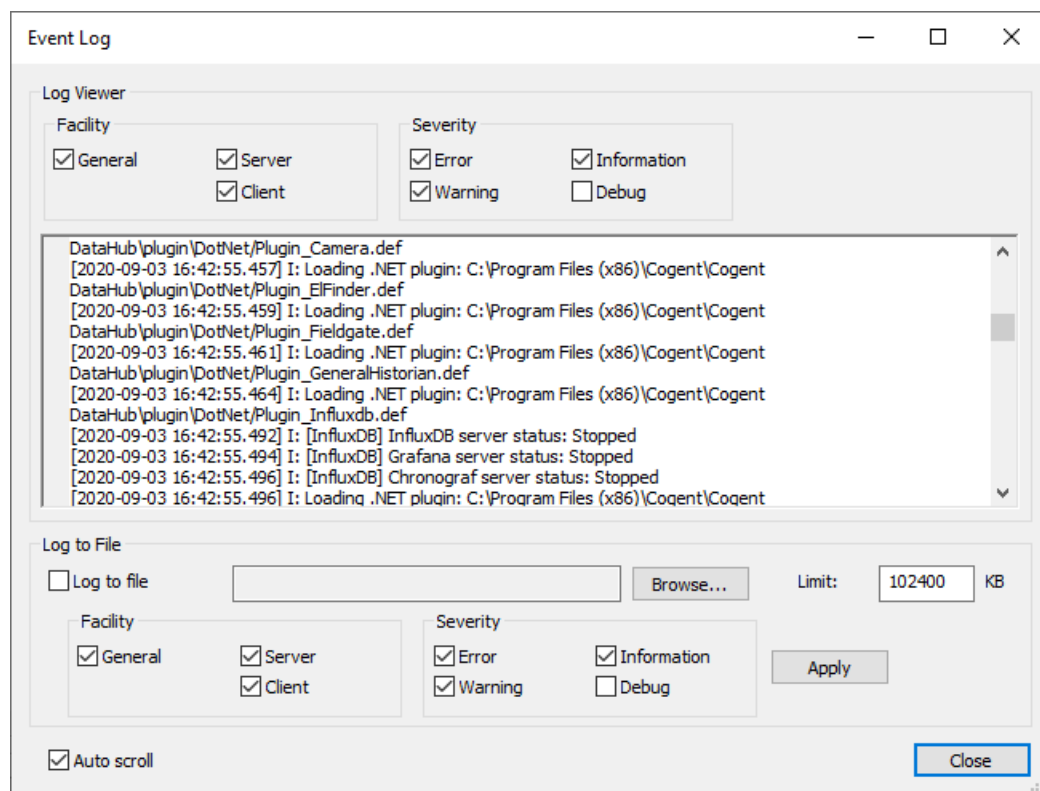 Event Log
Log Viewer
Facility
Severity
General
Server
Error
Information
Client
Warning
Debug
DataHub\plugin\DotNet/Plugin_Camera.def
[2020-09-03 16:42:55.457] I: Loading .NET plugin: C:\Program Files (x86)\Cogent\Cogent
DataHub\plugin\DotNet/Plugin_ElFinder.def
[2020-09-03 16:42:55.459] I: Loading .NET plugin: C:\Program Files (x86)\Cogent\Cogent
DataHub\plugin\DotNet/Plugin_Fieldgate.def
[2020-09-03 16:42:55.461] I: Loading .NET plugin: C:\Program Files (x86)\Cogent\Cogent
DataHub\plugin\DotNet/Plugin_GeneralHistorian.def
[2020-09-03 16:42:55.464] I: Loading .NET plugin: C:\Program Files (x86)\Cogent\Cogent
DataHub\plugin\DotNet/Plugin_Influxdb.def
[2020-09-03 16:42:55.492] I: [InfluxDB] InfluxDB server status: Stopped
[2020-09-03 16:42:55.494] I: [InfluxDB] Grafana server status: Stopped
[2020-09-03 16:42:55.496] I: [InfluxDB] Chronograf server status: Stopped
[2020-09-03 16:42:55.496] I: Loading .NET plugin: C:\Program Files (x86)\Cogent\Cogent
Log to File
Log to file
Browse...
Limit:
102400
KB
Facility
Severity
General
Server
Error
Information
Client
Warning
Debug
Apply
Auto scroll
Close